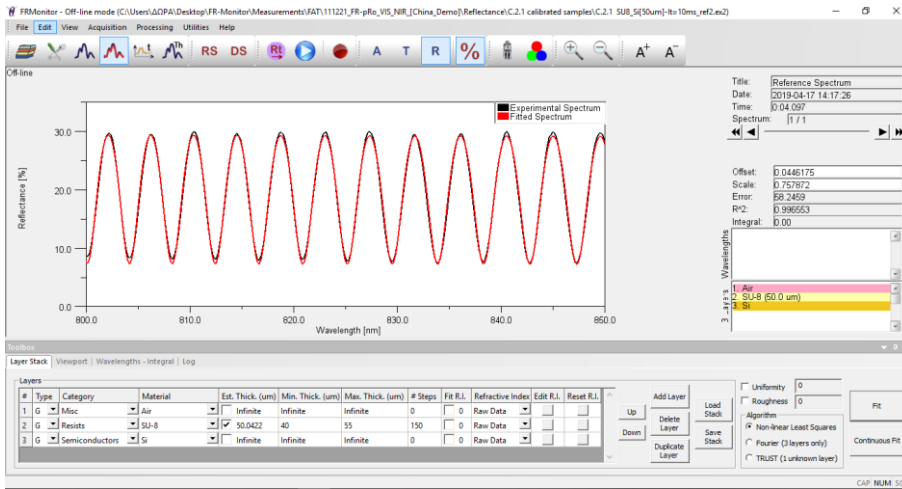 FRMonitor - Off-line mode (C:\Users\ΔΩΡΑ\Desktop\FR-Monitor\Measurements\FAT\111221_FR-pRo_VIS_NIR_[China_Demo]\Reflectance\C.2.1 calibrated samples\C.2.1 SU8_Si[50um]-It=10ms_ref2.ex2)
File Edit View Acquisition Processing Utilities Help
t Th RS DS Rt A T R % A+ A-
Off-line
Title: Reference Spectrum
Date: 2019-04-17 14:17:26
Time: 0:04.097
Spectrum: 1 / 1
Experimental Spectrum
Fitted Spectrum
Reflectance [%]
30.0
20.0
10.0
0.0
800.0 810.0 820.0 830.0 840.0 850.0
Wavelength [nm]
Offset: 0.0446175
Scale: 0.757872
Error: 58.2459
R^2: 0.996553
Integral: 0.00
Wavelengths
3 Layers
1. Air
2. SU-8 (50.0 um)
3. Si
Toolbox
Layer Stack Viewport Wavelengths - Integral Log
Layers
# Type Category Material Est. Thick. (um) Min. Thick. (um) Max. Thick. (um) # Steps Fit R.I. Refractive Index Edit R.I. Reset R.I.
1 G Misc Air Infinite Infinite Infinite 0 0 Raw Data
2 G Resists SU-8 50.0422 40 55 150 0 Raw Data
3 G Semiconductors Si Infinite Infinite Infinite 0 0 Raw Data
Up
Down
Add Layer
Delete Layer
Duplicate Layer
Load Stack
Save Stack
Uniformity 0
Roughness 0
Algorithm
Non-linear Least Squares
Fourier (3 layers only)
TRUST (1 unknown layer)
Fit
Continuous Fit
CAP NUM SC